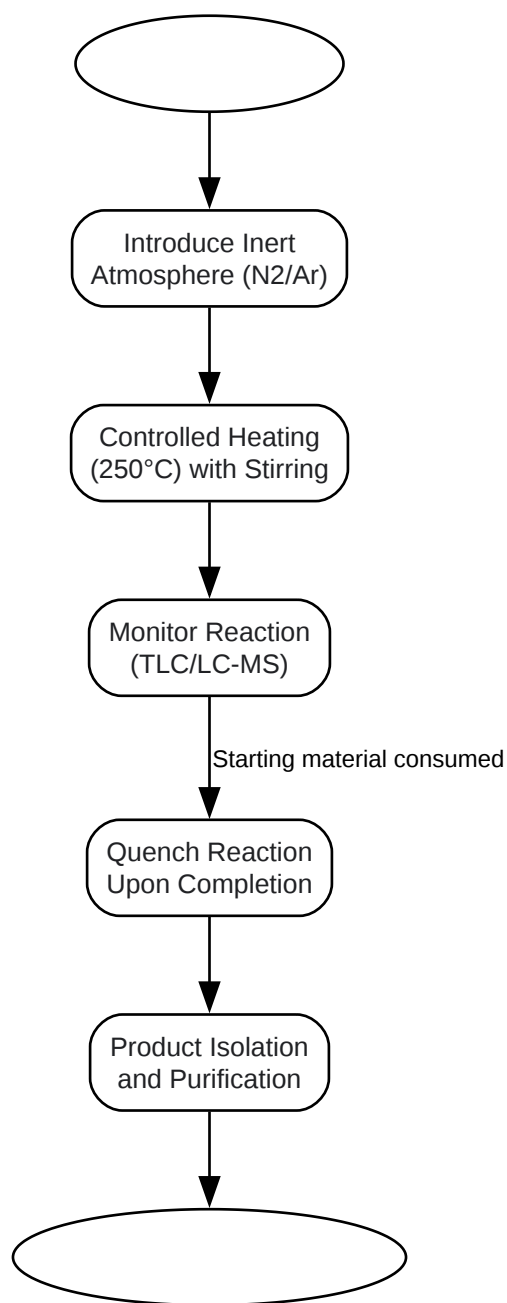 Introduce Inert
Atmosphere (N2/Ar)
Controlled Heating
(250°C) with Stirring
Monitor Reaction
(TLC/LC-MS)
Starting material consumed
Quench Reaction
Upon Completion
Product Isolation
and Purification